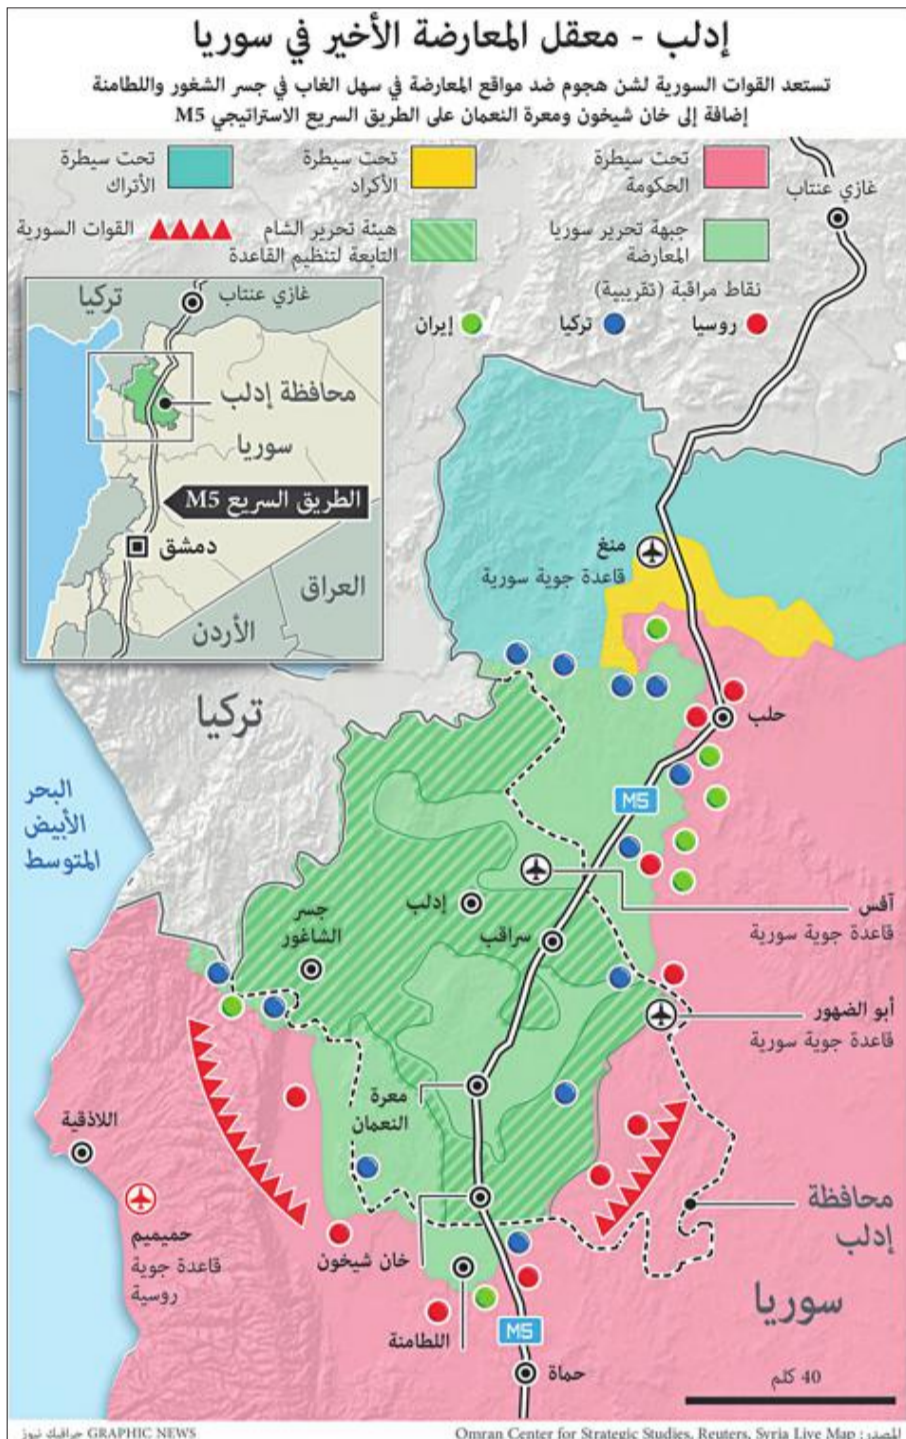 إدلب - معقل المعارضة الأخير في سوريا
تستعد القوات السورية لشن هجوم ضد مواقع المعارضة في سهل الغاب في جسر الشغور واللطامنة
إضافة إلى خان شيخون ومعرة النعمان على الطريق السريع الاستراتيجي M5
تحت سيطرة
الحكومة
تحت سيطرة
الأكراد
تحت سيطرة
الأتراك
جبهة تحرير سوريا
المعارضة
هيئة تحرير الشام
التابعة لتنظيم القاعدة
القوات السورية
نقاط مراقبة (تقريبية)
روسيا
تركيا
إيران
غازي عنتاب
تركيا
غازي عنتاب
محافظة إدلب
سوريا
الطريق السريع M5
دمشق
العراق
الأردن
منغ
قاعدة جوية سورية
تركيا
حلب
البحر
الأبيض
المتوسط
M5
آفس
قاعدة جوية سورية
إدلب
جسر
الشاغور
سراقب
أبو الضهور
قاعدة جوية سورية
معرة
النعمان
اللاذقية
حميميم
قاعدة جوية
روسية
محافظة
إدلب
خان شيخون
سوريا
اللطامنة
M5
حماة
40 كلم
المصدر: Omran Center for Strategic Studies, Reuters, Syria Live Map
GRAPHIC NEWS جرافيك نيوز